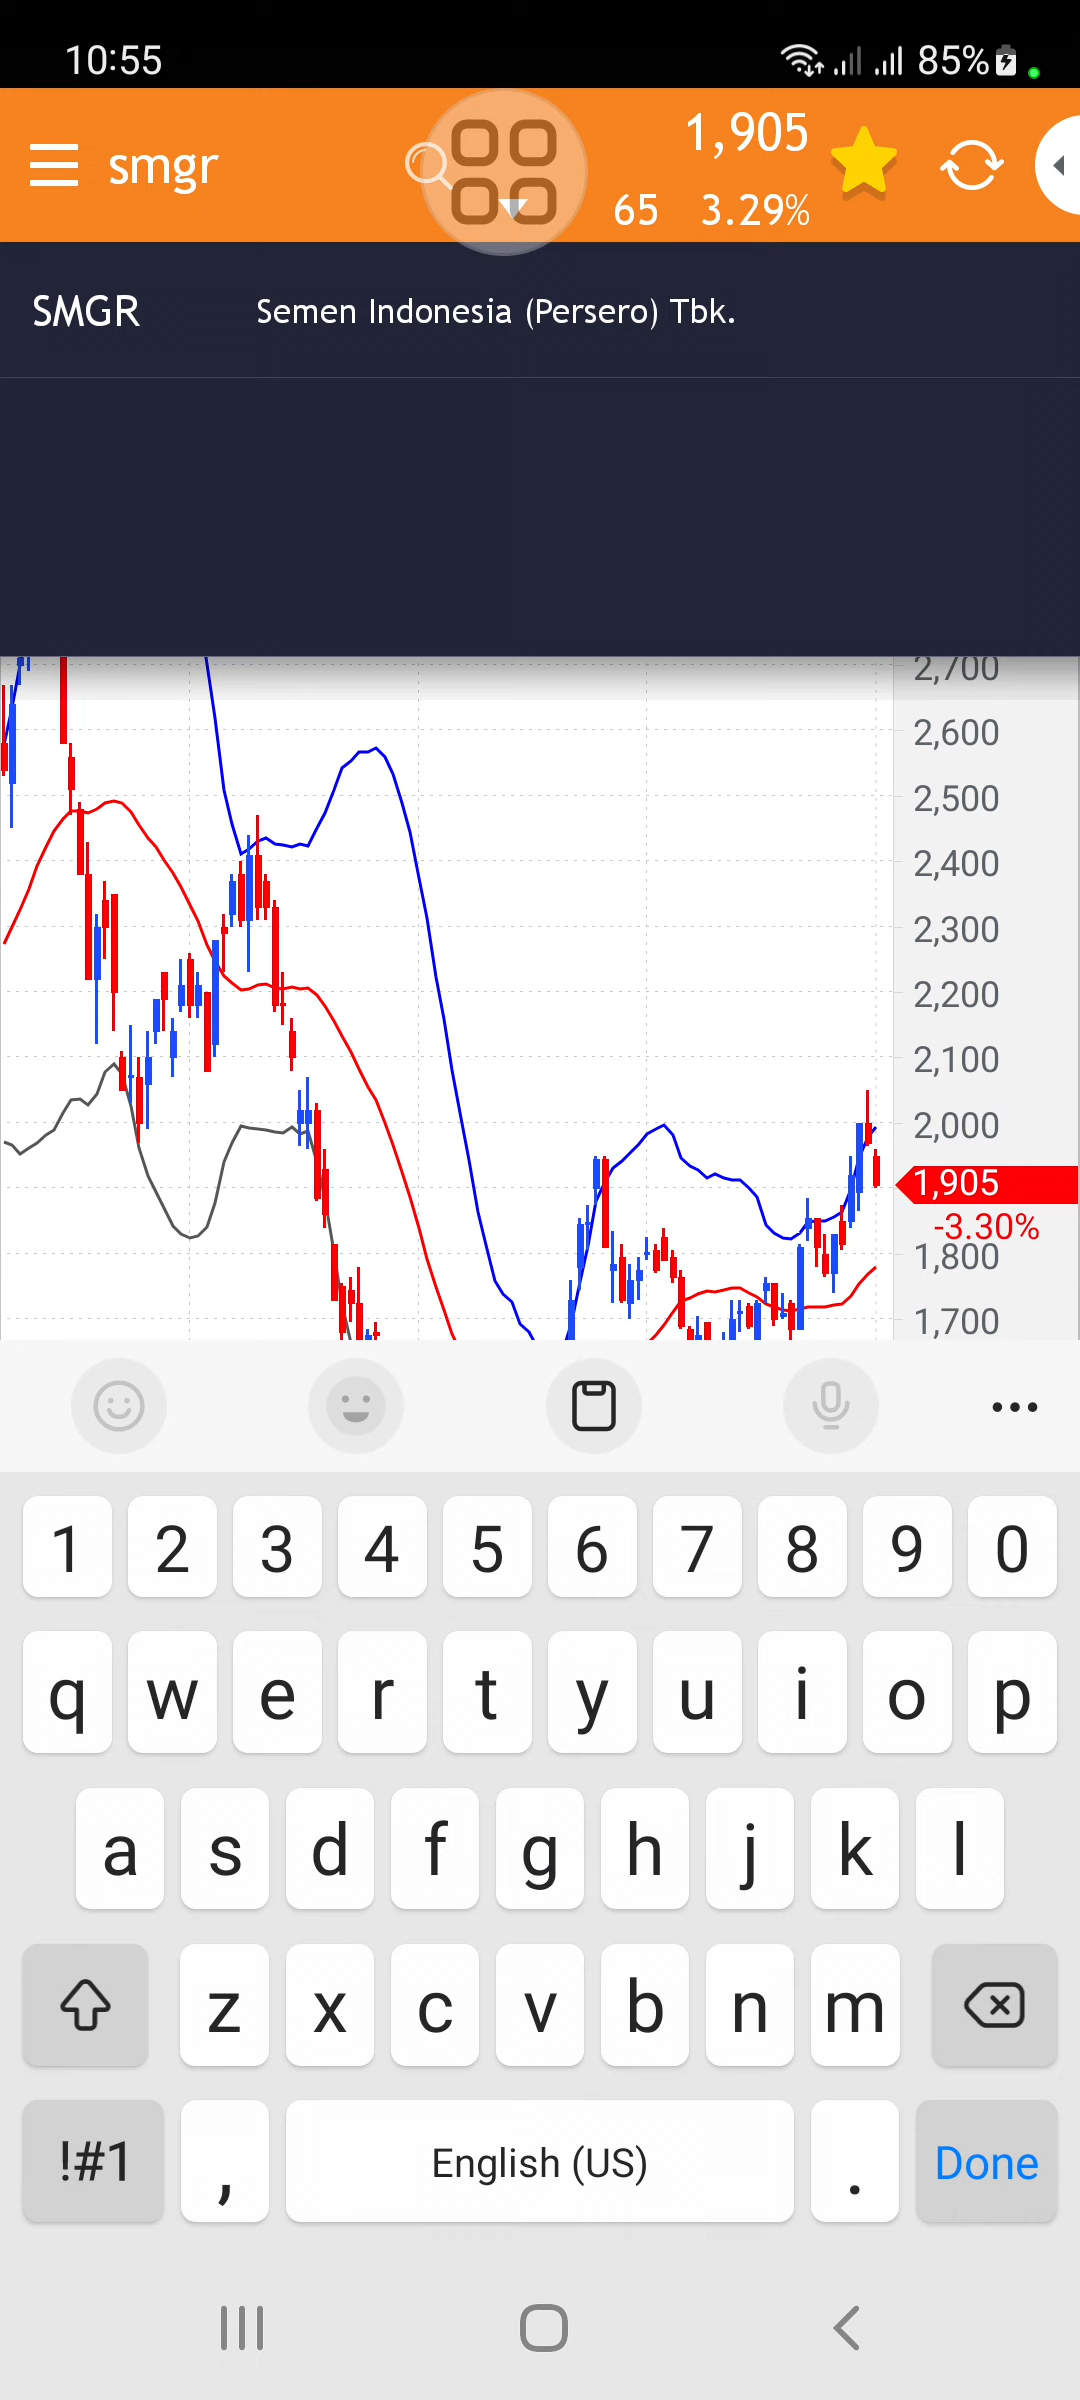 10:55
85%
smgr
1,905
65 3.29%
SMGR Semen Indonesia (Persero) Tbk.
2,700
2,600
2,500
2,400
2,300
2,200
2,100
2,000
1,905
-3.30%
1,800
1,700
1 2 3 4 5 6 7 8 9 0
q w e r t y u i o p
a s d f g h j k l
z x c v b n m
!#1 , English (US) . Done